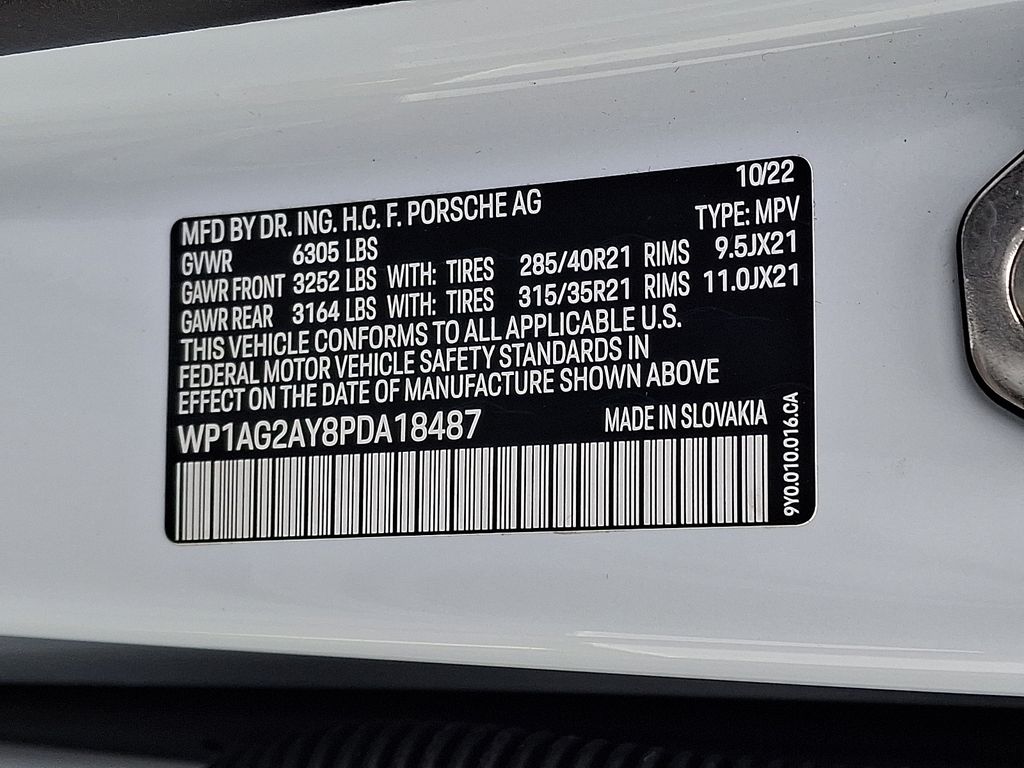 10/22
MFD BY DR. ING. H.C. F. PORSCHE AG
TYPE: MPV
GVWR 6305 LBS
GAWR FRONT 3252 LBS WITH: TIRES 285/40R21 RIMS 9.5JX21
GAWR REAR 3164 LBS WITH: TIRES 315/35R21 RIMS 11.0JX21
THIS VEHICLE CONFORMS TO ALL APPLICABLE U.S.
FEDERAL MOTOR VEHICLE SAFETY STANDARDS IN
EFFECT ON THE DATE OF MANUFACTURE SHOWN ABOVE
WP1AG2AY8PDA18487 MADE IN SLOVAKIA
9Y0.010.016.CA